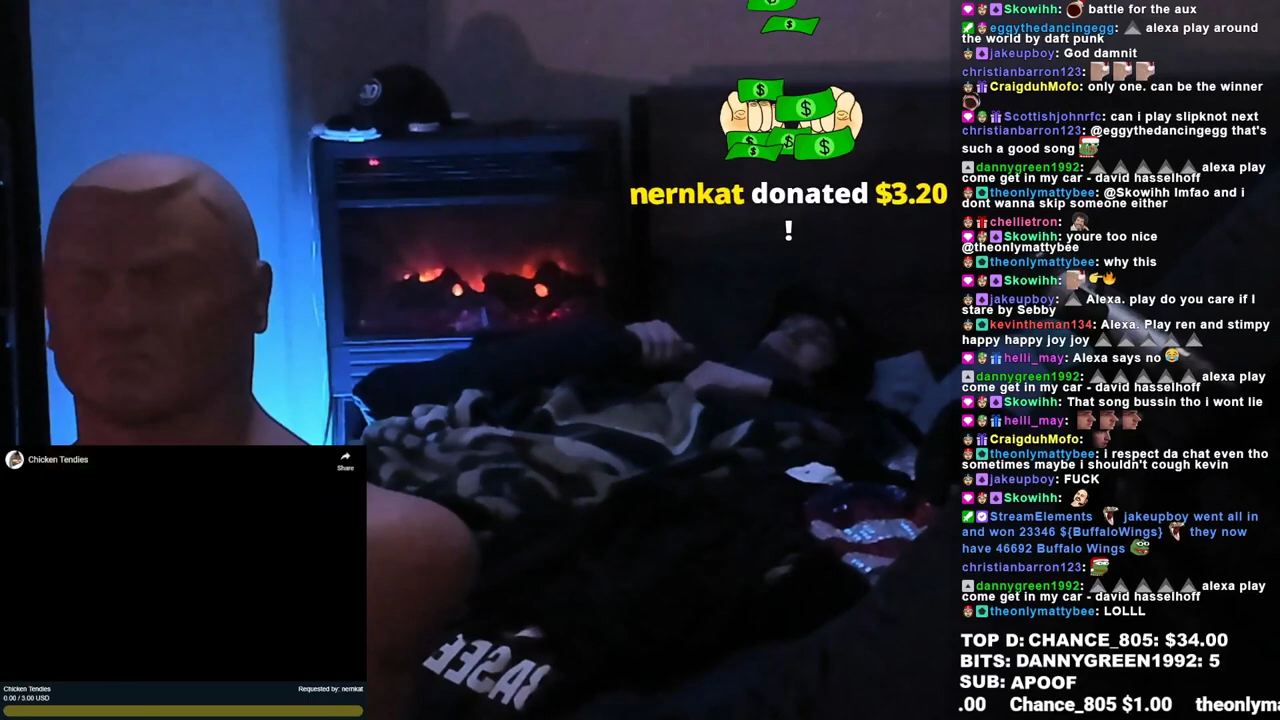 nernkat donated $3.20
!
Chicken Tendies
Share
Chicken Tendies
Requested by: nernkat
0.00 / 3.00 USD
Skowihh: battle for the aux
eggythedancingegg: alexa play around
the world by daft punk
jakeupboy: God damnit
christianbarron123:
CraigduhMofo: only one. can be the winner
Scottishjohnrfc: can i play slipknot next
christianbarron123: @eggythedancingegg that's
such a good song
dannygreen1992: alexa play
come get in my car - david hasselhoff
theonlymattybee: @Skowihh lmfao and i
dont wanna skip someone either
chellietron:
Skowihh: youre too nice
@theonlymattybee
theonlymattybee: why this
Skowihh:
jakeupboy: Alexa. play do you care if I
stare by Sebby
kevintheman134: Alexa. Play ren and stimpy
happy happy joy joy
helli_may: Alexa says no
dannygreen1992: alexa play
come get in my car - david hasselhoff
Skowihh: That song bussin tho i wont lie
helli_may:
CraigduhMofo:
theonlymattybee: i respect da chat even tho
sometimes maybe i shouldn't cough kevin
jakeupboy: FUCK
Skowihh:
StreamElements jakeupboy went all in
and won 23346 ${BuffaloWings} they now
have 46692 Buffalo Wings
christianbarron123:
dannygreen1992: alexa play
come get in my car - david hasselhoff
theonlymattybee: LOLLL
TOP D: CHANCE_805: $34.00
BITS: DANNYGREEN1992: 5
SUB: APOOF
.00 Chance_805 $1.00 theonlym